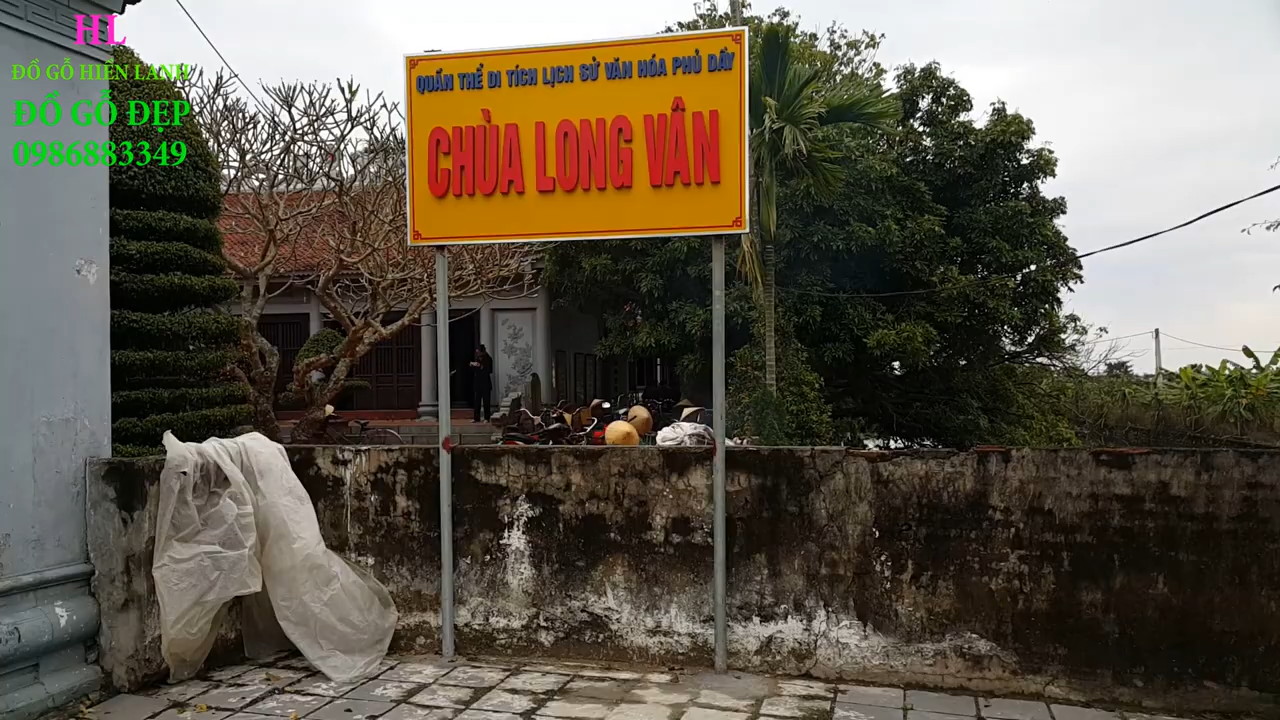 HL
ĐỒ GỖ HIỀN LANH
ĐỒ GỖ ĐẸP
0986883349
QUẦN THỂ DI TÍCH LỊCH SỬ VĂN HÓA PHỦ DẦY
CHÙA LONG VÂN